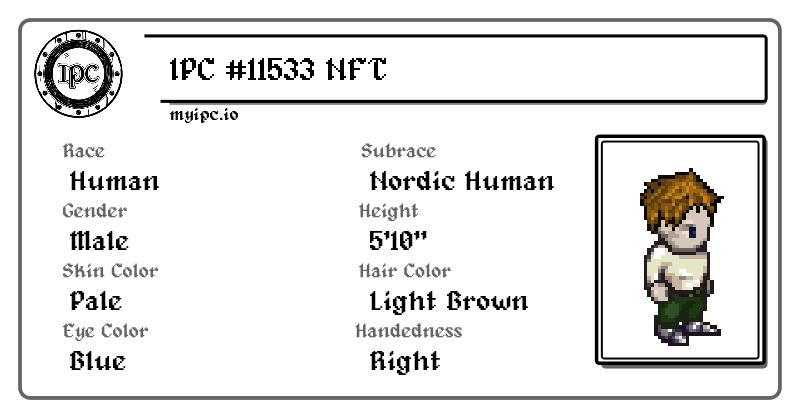 IPC
IPC #11533 NFT
myipc.io
Race
Human
Subrace
Nordic Human
Gender
Male
Height
5'10"
Skin Color
Pale
Hair Color
Light Brown
Eye Color
Blue
Handedness
Right